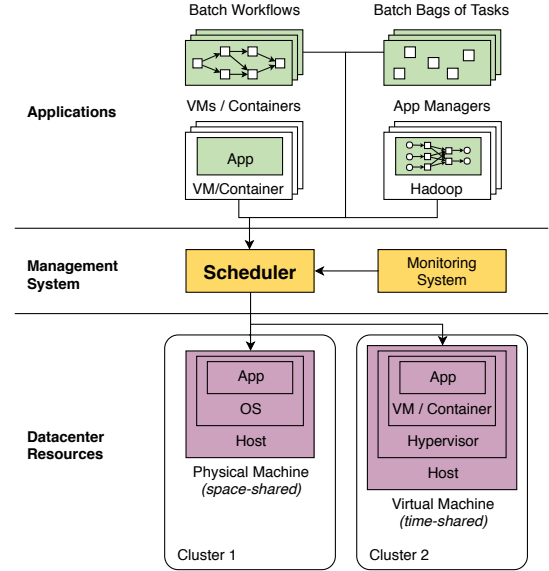 Batch Workflows
Batch Bags of Tasks
Applications
VMs / Containers
App Managers
App
VM/Container
Hadoop
Management
System
Scheduler
Monitoring
System
Datacenter
Resources
App
OS
Host
Physical Machine
(space-shared)
Cluster 1
App
VM / Container
Hypervisor
Host
Virtual Machine
(time-shared)
Cluster 2